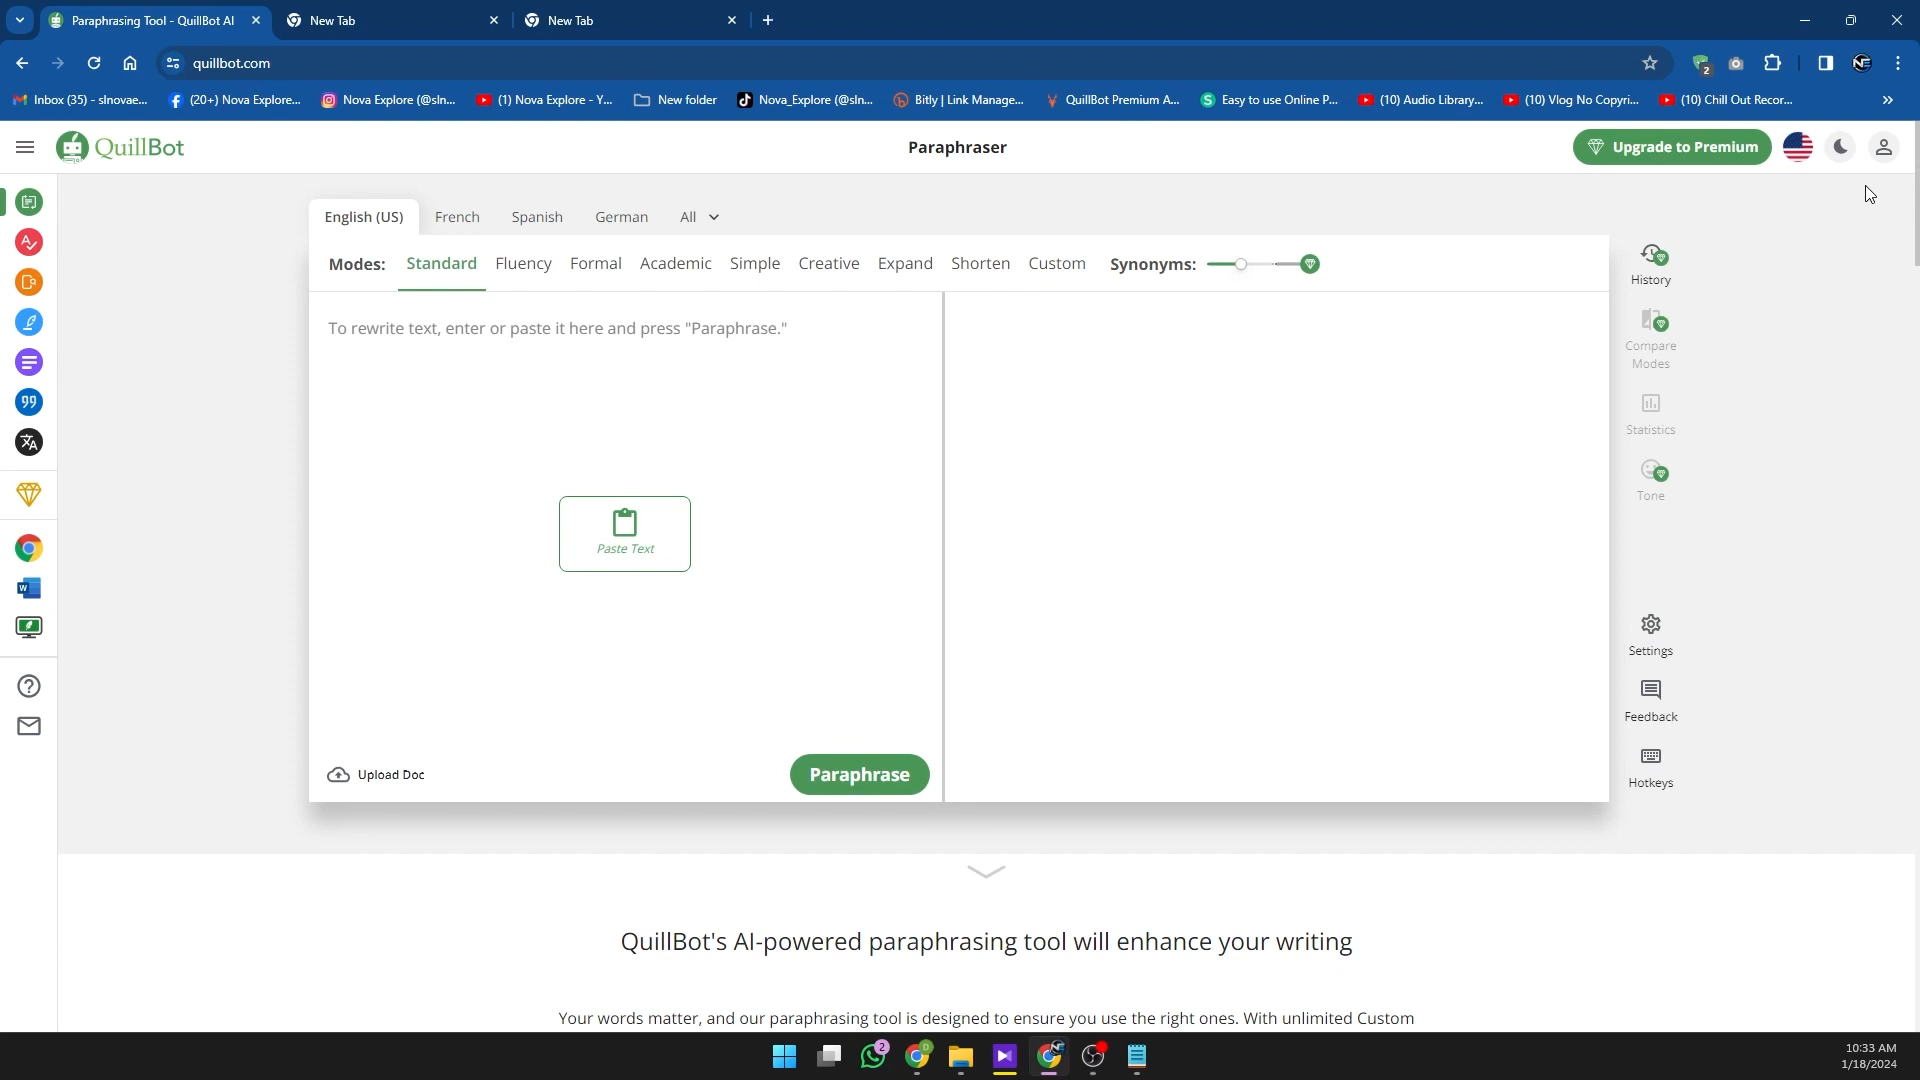 Paraphrasing Tool - QuillBot AI
New Tab
New Tab
quillbot.com
2
Inbox (35) - slnovae...
(20+) Nova Explore...
Nova Explore (@sln...
(1) Nova Explore - Y...
New folder
Nova_Explore (@sln...
Bitly | Link Manage...
QuillBot Premium A...
Easy to use Online P...
(10) Audio Library...
(10) Vlog No Copyri...
(10) Chill Out Recor...
QuillBot
Paraphraser
Upgrade to Premium
English (US)
French
Spanish
German
All
Modes:
Standard
Fluency
Formal
Academic
Simple
Creative
Expand
Shorten
Custom
Synonyms:
To rewrite text, enter or paste it here and press "Paraphrase."
Paste Text
Upload Doc
Paraphrase
History
Compare
Modes
Statistics
Tone
Settings
Feedback
Hotkeys
QuillBot's AI-powered paraphrasing tool will enhance your writing
Your words matter, and our paraphrasing tool is designed to ensure you use the right ones. With unlimited Custom
2
10:33 AM
1/18/2024